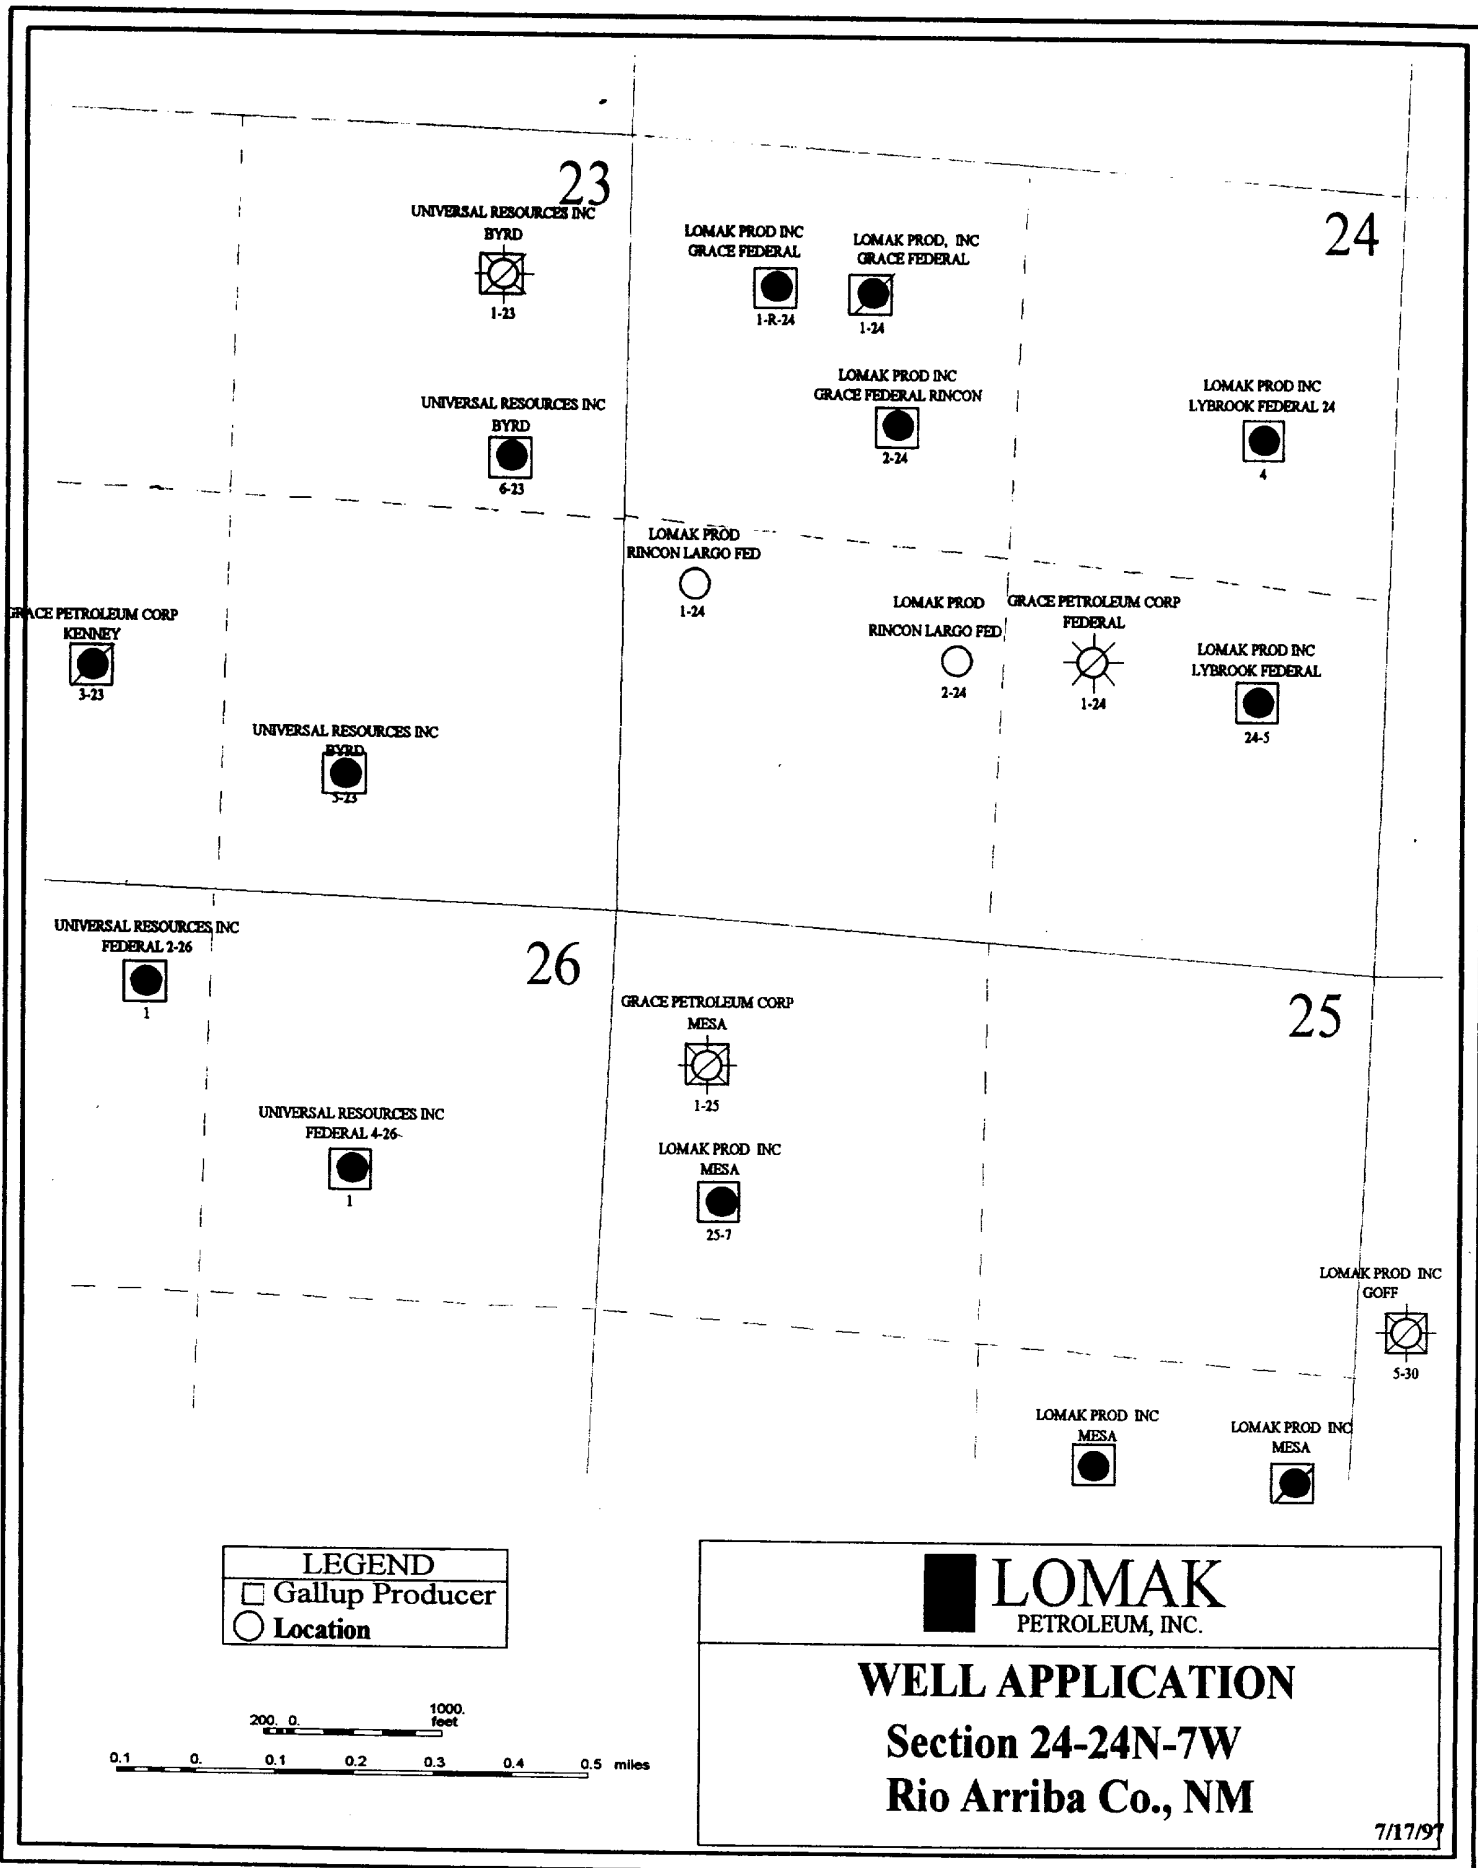 23
UNIVERSAL RESOURCES INC
BYRD
1-23
LOMAK PROD INC
GRACE FEDERAL
1-R-24
LOMAK PROD, INC
GRACE FEDERAL
1-24
24
UNIVERSAL RESOURCES INC
BYRD
6-23
LOMAK PROD INC
GRACE FEDERAL RINCON
2-24
LOMAK PROD INC
LYBROOK FEDERAL 24
4
LOMAK PROD
RINCON LARGO FED
1-24
GRACE PETROLEUM CORP
KENNEY
3-23
LOMAK PROD
RINCON LARGO FED
2-24
GRACE PETROLEUM CORP
FEDERAL
1-24
LOMAK PROD INC
LYBROOK FEDERAL
24-5
UNIVERSAL RESOURCES INC
BYRD
5-23
UNIVERSAL RESOURCES INC
FEDERAL 2-26
1
26
GRACE PETROLEUM CORP
MESA
1-25
25
UNIVERSAL RESOURCES INC
FEDERAL 4-26
1
LOMAK PROD INC
MESA
25-7
LOMAK PROD INC
GOFF
5-30
LOMAK PROD INC
MESA
LOMAK PROD INC
MESA
LEGEND
Gallup Producer
Location
200. 0. 1000.
feet
0.1 0. 0.1 0.2 0.3 0.4 0.5 miles
LOMAK
PETROLEUM, INC.
WELL APPLICATION
Section 24-24N-7W
Rio Arriba Co., NM
7/17/97